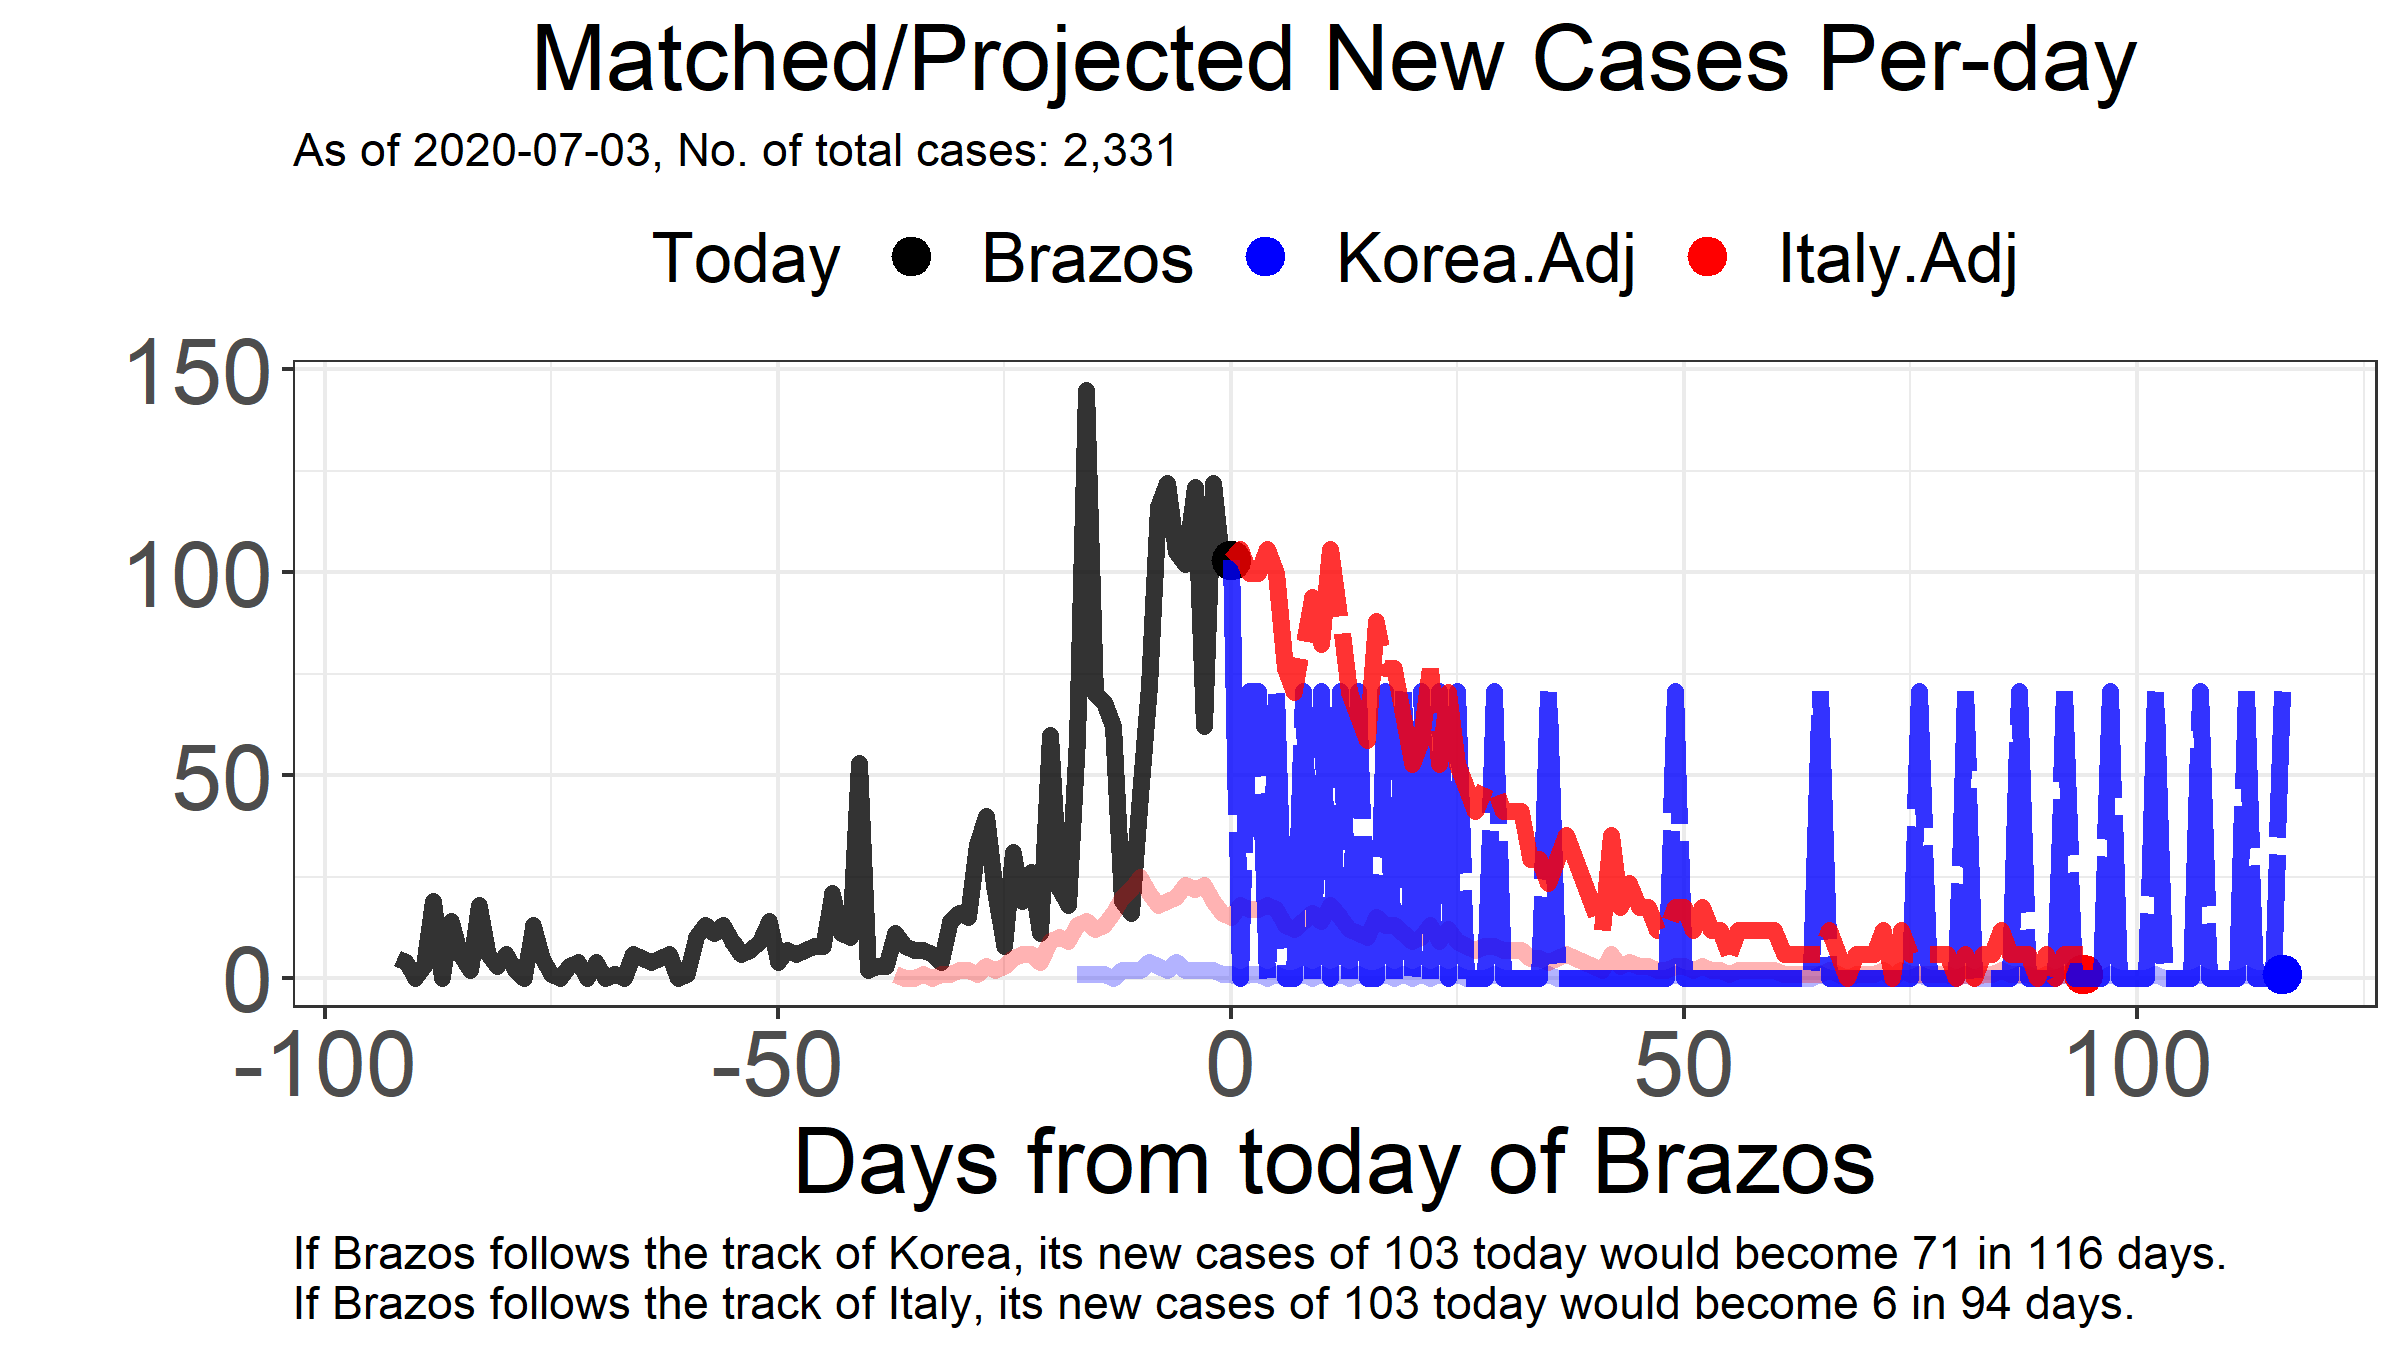 Matched/Projected New Cases Per-day
As of 2020-07-03, No. of total cases: 2,331
Today Brazos Korea.Adj Italy.Adj
150
100
50
0
-100 -50 0 50 100
Days from today of Brazos
If Brazos follows the track of Korea, its new cases of 103 today would become 71 in 116 days.
If Brazos follows the track of Italy, its new cases of 103 today would become 6 in 94 days.